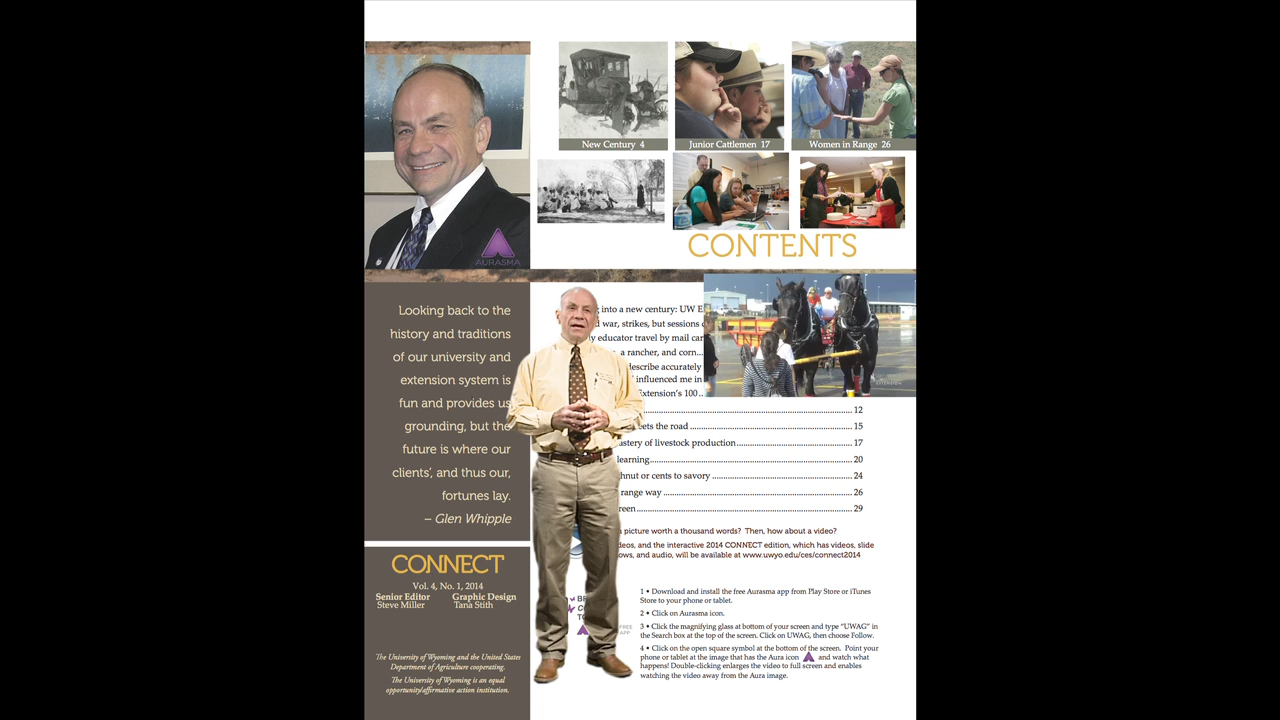 New Century 4
Junior Cattlemen 17
Women in Range 26
AURASMA
CONTENTS
Looking back to the
history and traditions
of our university and
extension system is
fun and provides us
grounding, but the
future is where our
clients', and thus our,
fortunes lay.
– Glen Whipple
into a new century: UW E
war, strikes, but sessions
educator travel by mail car
a rancher, and corn...
describe accurately
influenced me in
Extension's 100..
12
eets the road 15
astery of livestock production 17
learning 20
hnut or cents to savory 24
range way 26
reen 29
picture worth a thousand words? Then, how about a video?
deos, and the interactive 2014 CONNECT edition, which has videos, slide
ows, and audio, will be available at www.uwyo.edu/ces/connect2014
CONNECT
Vol. 4, No. 1, 2014
Senior Editor Graphic Design
Steve Miller Tana Stith
The University of Wyoming and the United States
Department of Agriculture cooperating.
The University of Wyoming is an equal
opportunity/affirmative action institution.
FREE
APP
1 • Download and install the free Aurasma app from Play Store or iTunes
Store to your phone or tablet.
2 • Click on Aurasma icon.
3 • Click the magnifying glass at bottom of your screen and type “UWAG” in
the Search box at the top of the screen. Click on UWAG, then choose Follow.
4 • Click on the open square symbol at the bottom of the screen. Point your
phone or tablet at the image that has the Aura icon and watch what
happens! Double-clicking enlarges the video to full screen and enables
watching the video away from the Aura image.